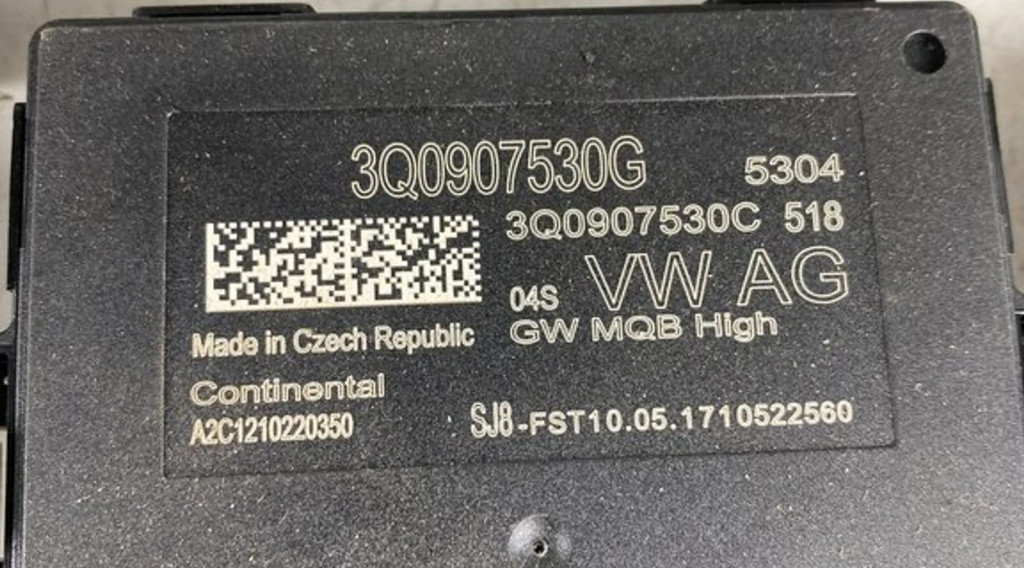 3Q0907530G 5304
3Q0907530C 518
04S VW AG
GW MQB High
Made in Czech Republic
Continental
A2C1210220350
SJ8-FST10.05.1710522560